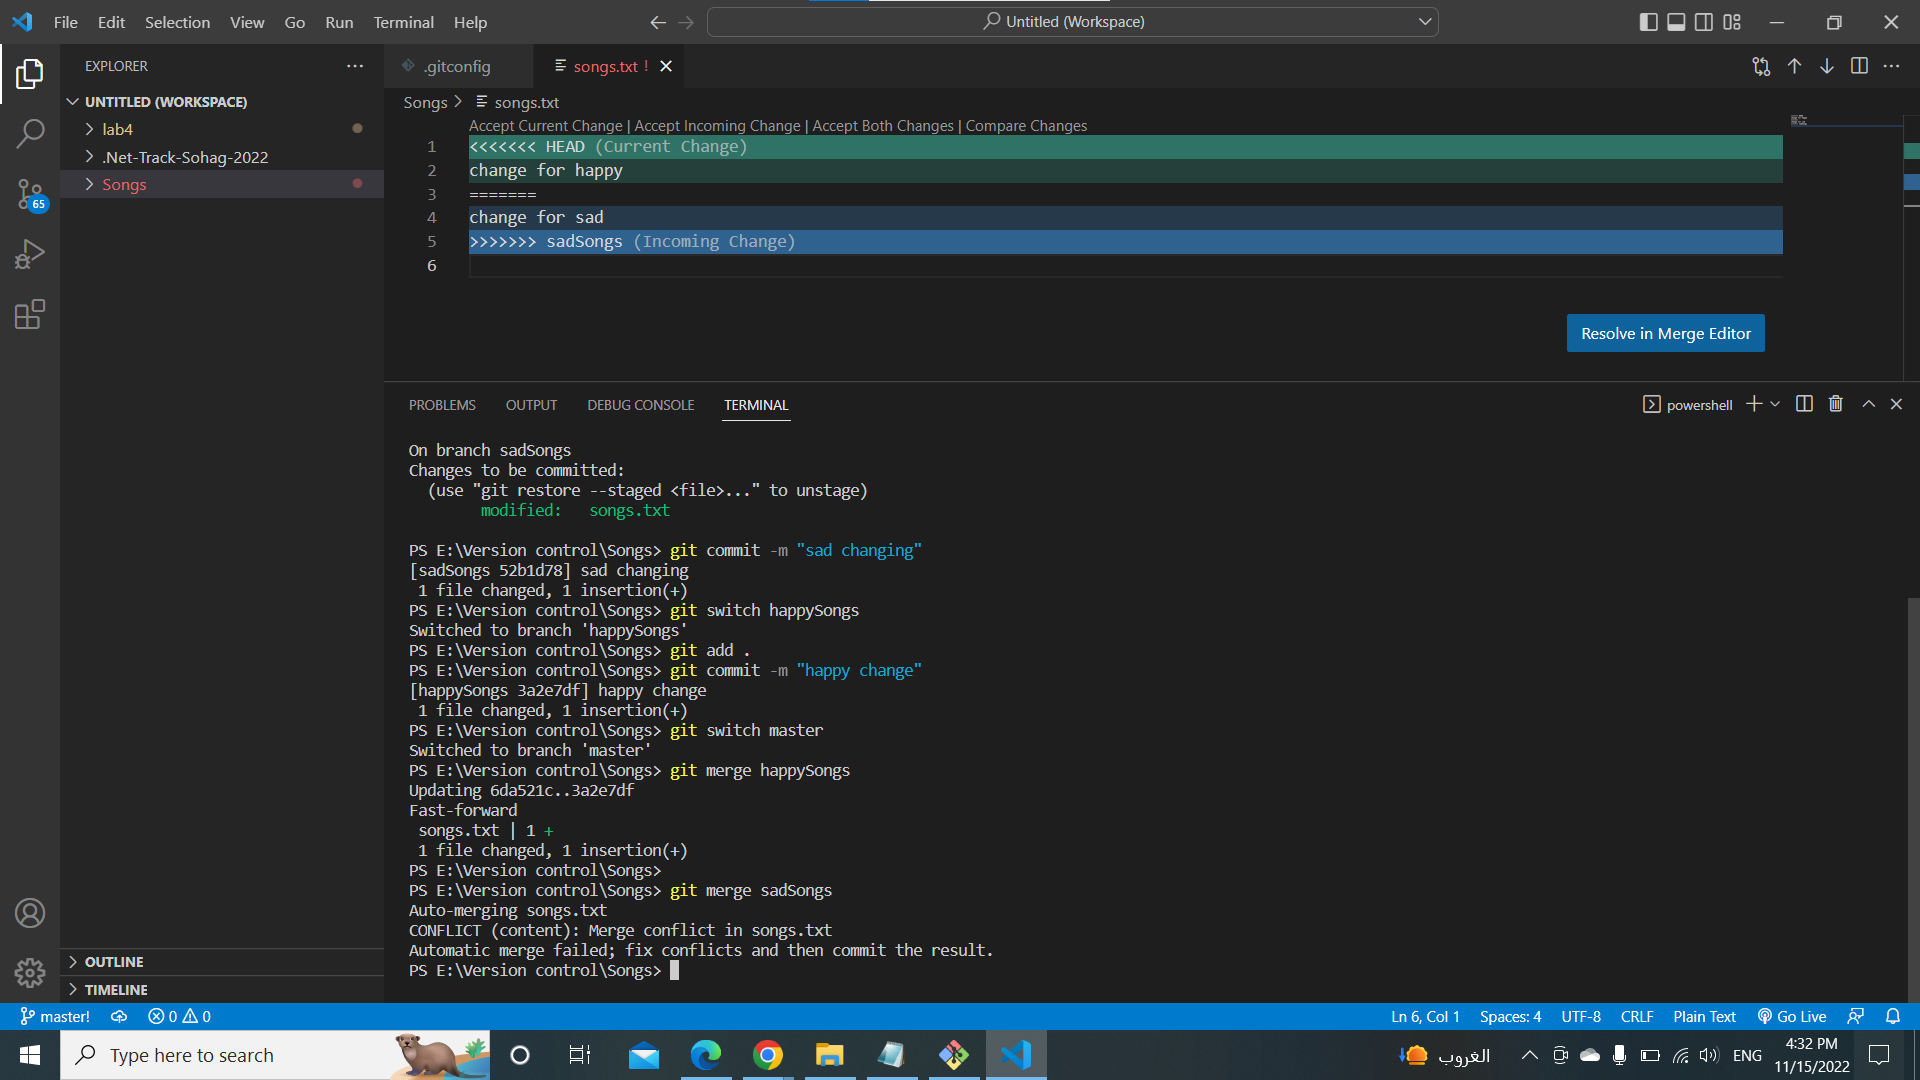 File Edit Selection View Go Run Terminal Help
Untitled (Workspace)
EXPLORER
.gitconfig
songs.txt !
UNTITLED (WORKSPACE)
lab4
.Net-Track-Sohag-2022
Songs
65
Songs > songs.txt
Accept Current Change | Accept Incoming Change | Accept Both Changes | Compare Changes
1 <<<<<<< HEAD (Current Change)
2 change for happy
3 =======
4 change for sad
5 >>>>>>> sadSongs (Incoming Change)
6
Resolve in Merge Editor
PROBLEMS OUTPUT DEBUG CONSOLE TERMINAL
powershell
On branch sadSongs
Changes to be committed:
(use "git restore --staged <file>..." to unstage)
modified: songs.txt
PS E:\Version control\Songs> git commit -m "sad changing"
[sadSongs 52b1d78] sad changing
1 file changed, 1 insertion(+)
PS E:\Version control\Songs> git switch happySongs
Switched to branch 'happySongs'
PS E:\Version control\Songs> git add .
PS E:\Version control\Songs> git commit -m "happy change"
[happySongs 3a2e7df] happy change
1 file changed, 1 insertion(+)
PS E:\Version control\Songs> git switch master
Switched to branch 'master'
PS E:\Version control\Songs> git merge happySongs
Updating 6da521c..3a2e7df
Fast-forward
songs.txt | 1 +
1 file changed, 1 insertion(+)
PS E:\Version control\Songs>
PS E:\Version control\Songs> git merge sadSongs
Auto-merging songs.txt
CONFLICT (content): Merge conflict in songs.txt
Automatic merge failed; fix conflicts and then commit the result.
PS E:\Version control\Songs>
OUTLINE
TIMELINE
master! 0 0
Ln 6, Col 1 Spaces: 4 UTF-8 CRLF Plain Text Go Live
Type here to search
الغروب
ENG
4:32 PM
11/15/2022